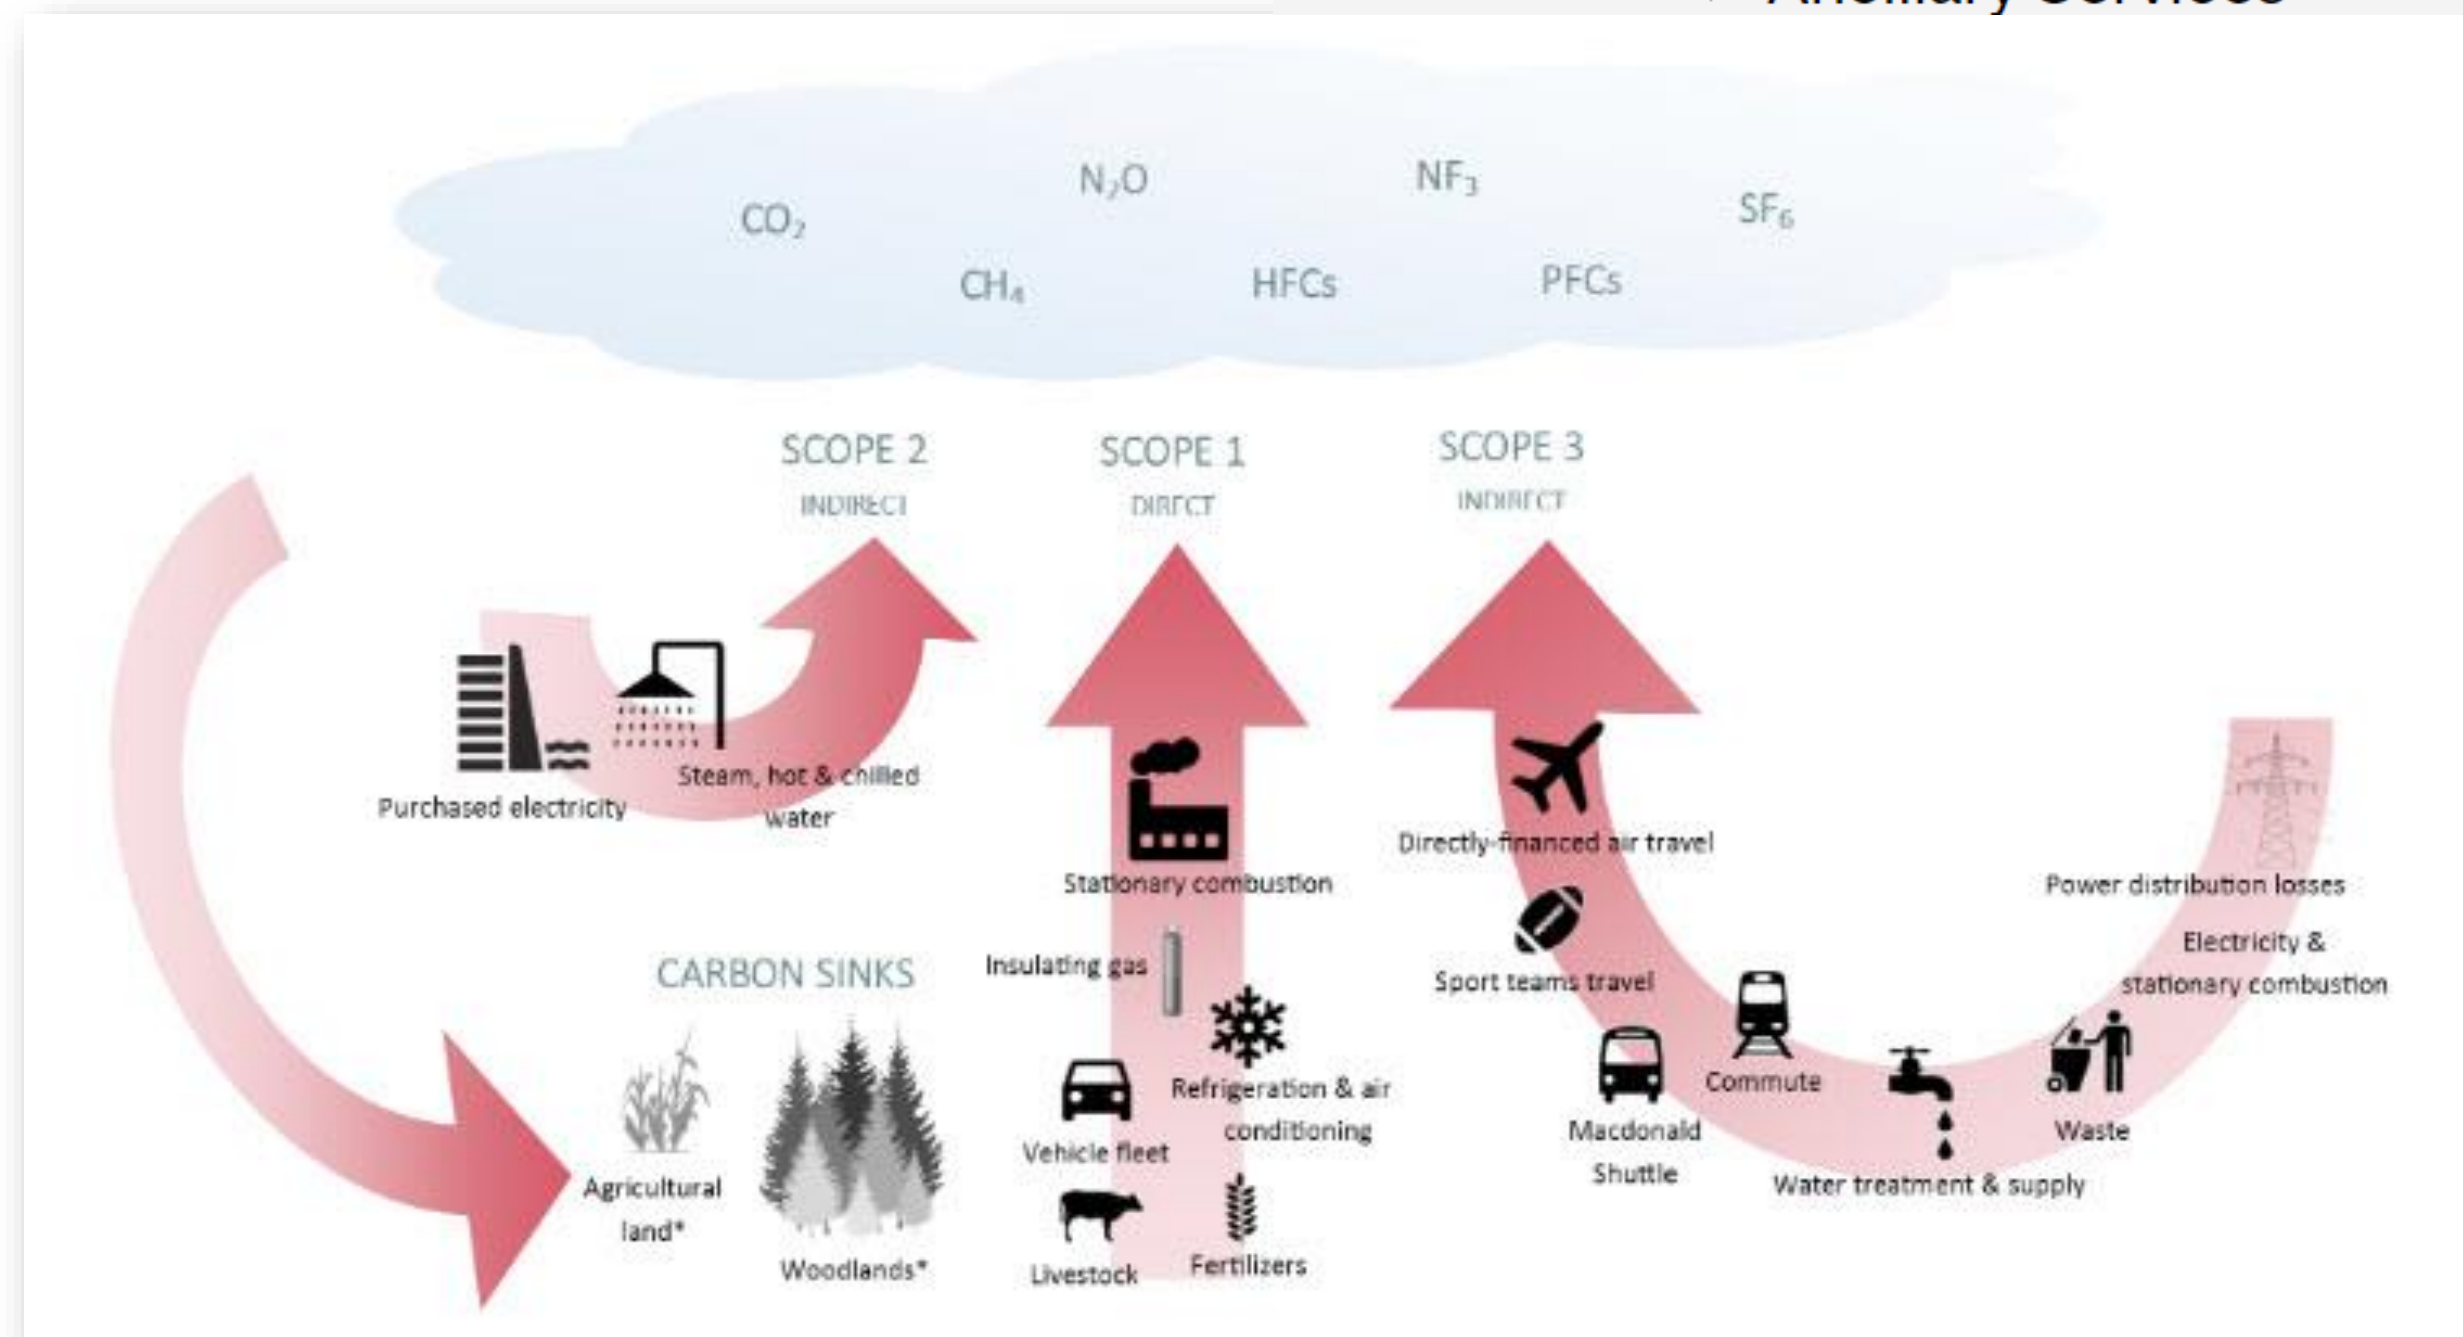 Ancillary Services
N₂O
NF₃
CO₂
SF₆
CH₄
HFCs
PFCs
SCOPE 2
INDIRECT
SCOPE 1
DIRECT
SCOPE 3
INDIRECT
Purchased electricity
Steam, hot & chilled
water
Stationary combustion
Insulating gas
Refrigeration & air
conditioning
Vehicle fleet
Livestock
Fertilizers
CARBON SINKS
Agricultural
land*
Woodlands*
Directly-financed air travel
Sport teams travel
Macdonald
Shuttle
Commute
Water treatment & supply
Waste
Power distribution losses
Electricity &
stationary combustion